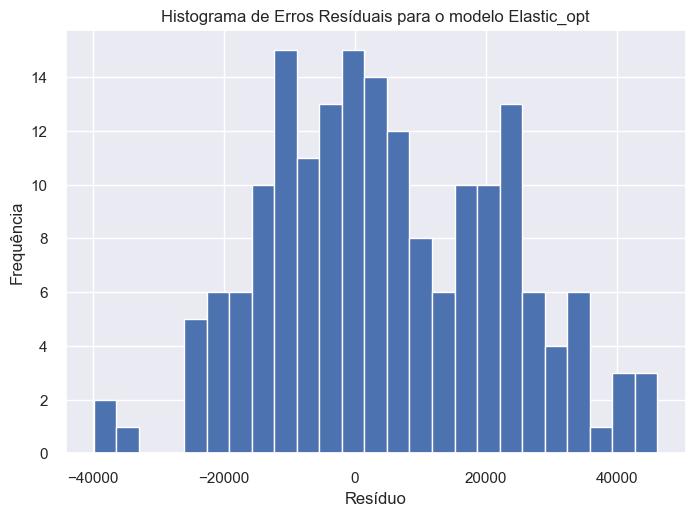 Histograma de Erros Resíduais para o modelo Elastic_opt
14
12
10
8
6
4
2
0
Frequência
−40000 −20000 0 20000 40000
Resíduo